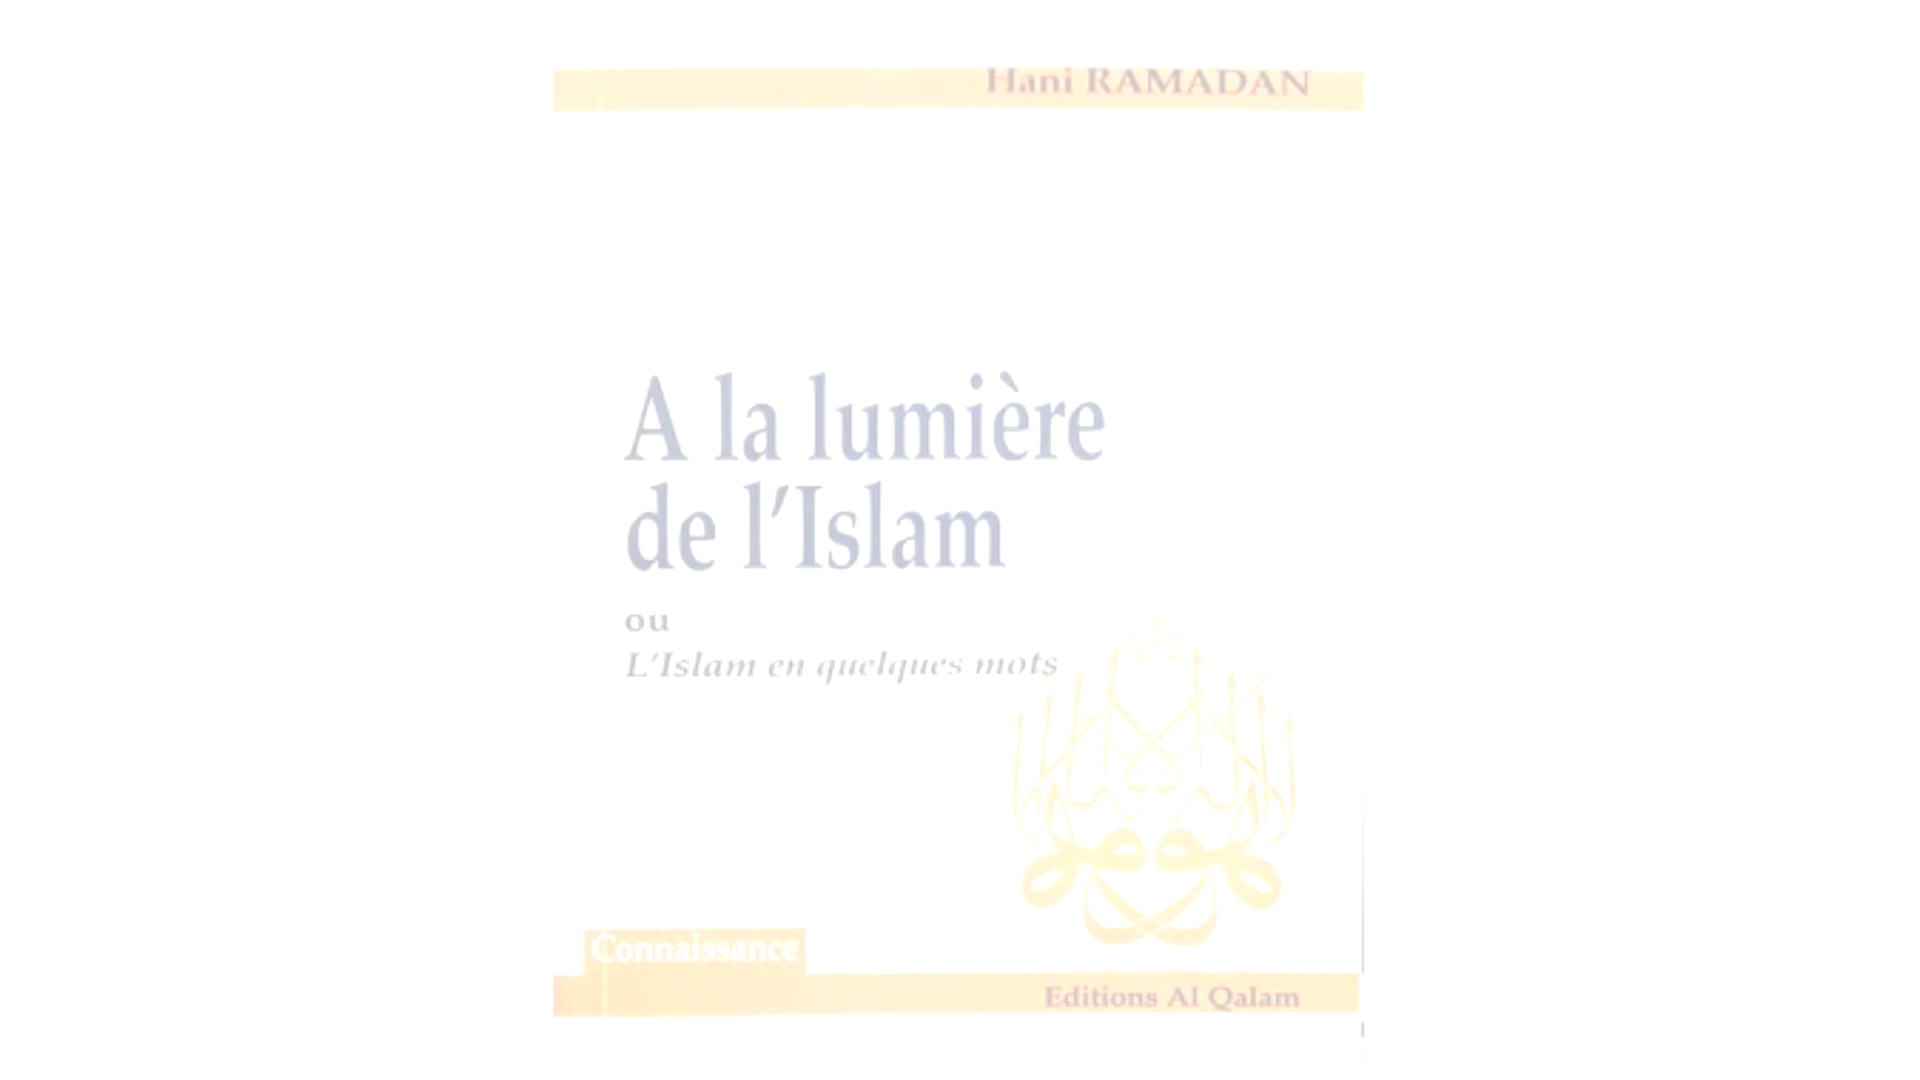 Hani RAMADAN
A la lumière
de l'Islam
ou
L'Islam en quelques mots
Connaissance
Editions Al Qalam